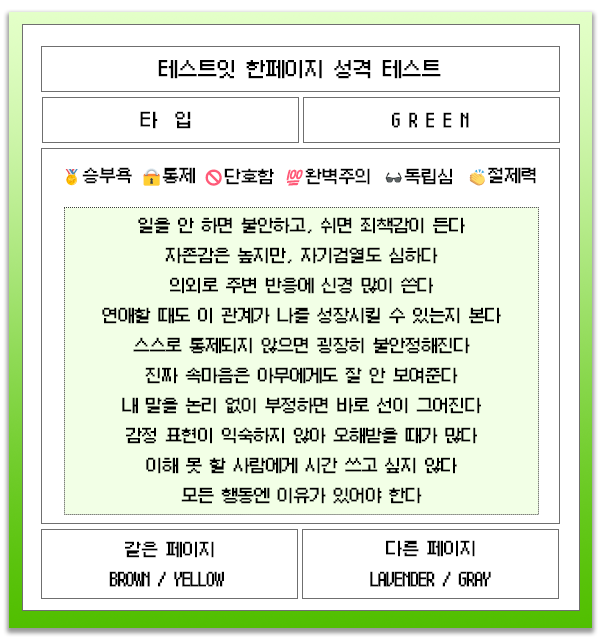 테스트잇 한페이지 성격 테스트
타 입
GREEN
🏅승부욕 🔒통제 🚫단호함 💯완벽주의 👓독립심 👏절제력
일을 안 하면 불안하고, 쉬면 죄책감이 든다
자존감은 높지만, 자기검열도 심하다
의외로 주변 반응에 신경 많이 쓴다
연애할 때도 이 관계가 나를 성장시킬 수 있는지 본다
스스로 통제되지 않으면 굉장히 불안정해진다
진짜 속마음은 아무에게도 잘 안 보여준다
내 말을 논리 없이 부정하면 바로 선이 그어진다
감정 표현이 익숙하지 않아 오해받을 때가 많다
이해 못 할 사람에게 시간 쓰고 싶지 않다
모든 행동엔 이유가 있어야 한다
같은 페이지
BROWN / YELLOW
다른 페이지
LAVENDER / GRAY